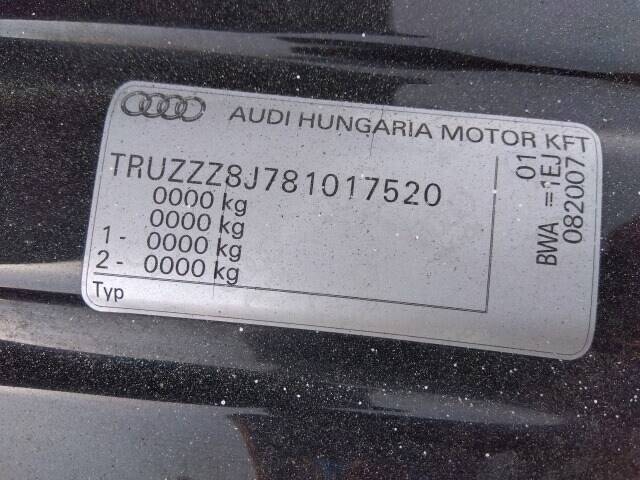 AUDI HUNGARIA MOTOR KFT
TRUZZZ8J781017520
0000 kg
0000 kg
1 - 0000 kg
2 - 0000 kg
Typ
01
BWA =1EJ
082007